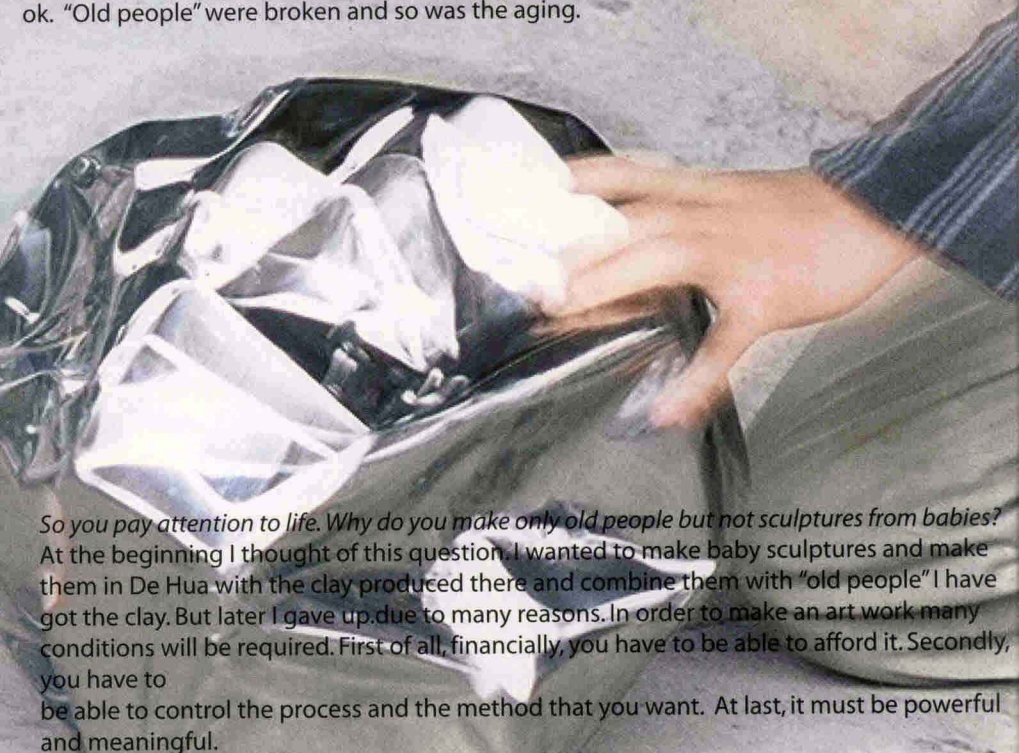 ok. “Old people” were broken and so was the aging.
So you pay attention to life. Why do you make only old people but not sculptures from babies?
At the beginning I thought of this question. I wanted to make baby sculptures and make
them in De Hua with the clay produced there and combine them with “old people” I have
got the clay. But later I gave up.due to many reasons. In order to make an art work many
conditions will be required. First of all, financially, you have to be able to afford it. Secondly,
you have to
be able to control the process and the method that you want. At last, it must be powerful
and meaningful.